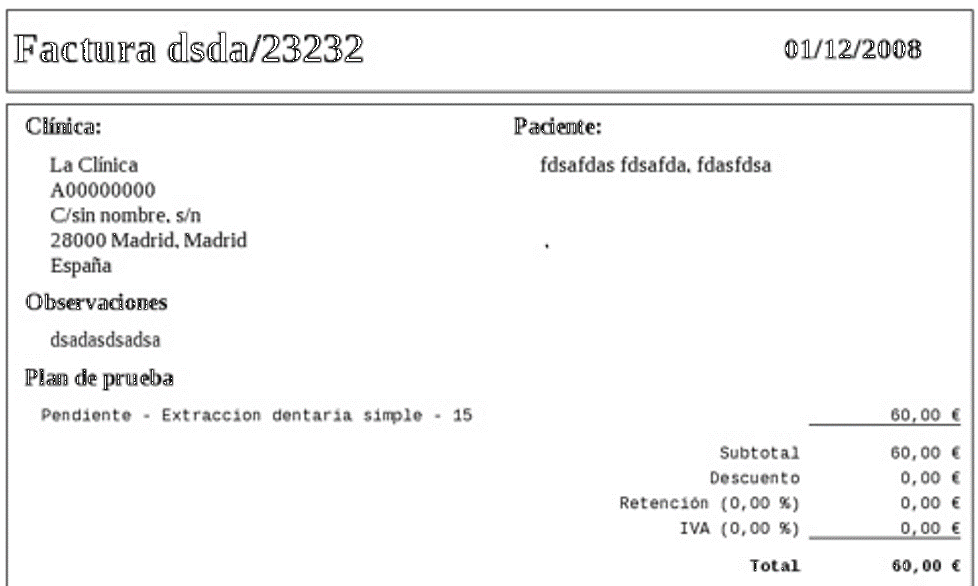 Factura dsda/23232 01/12/2008
Clínica: Paciente:
La Clínica fdsafdas fdsafda, fdasfdsa
A00000000
C/sin nombre, s/n
28000 Madrid, Madrid ,
España
Observaciones
dsadasdsadsa
Plan de prueba
Pendiente - Extraccion dentaria simple - 15 60,00 €
Subtotal 60,00 €
Descuento 0,00 €
Retención (0,00 %) 0,00 €
IVA (0,00 %) 0,00 €
Total 60,00 €